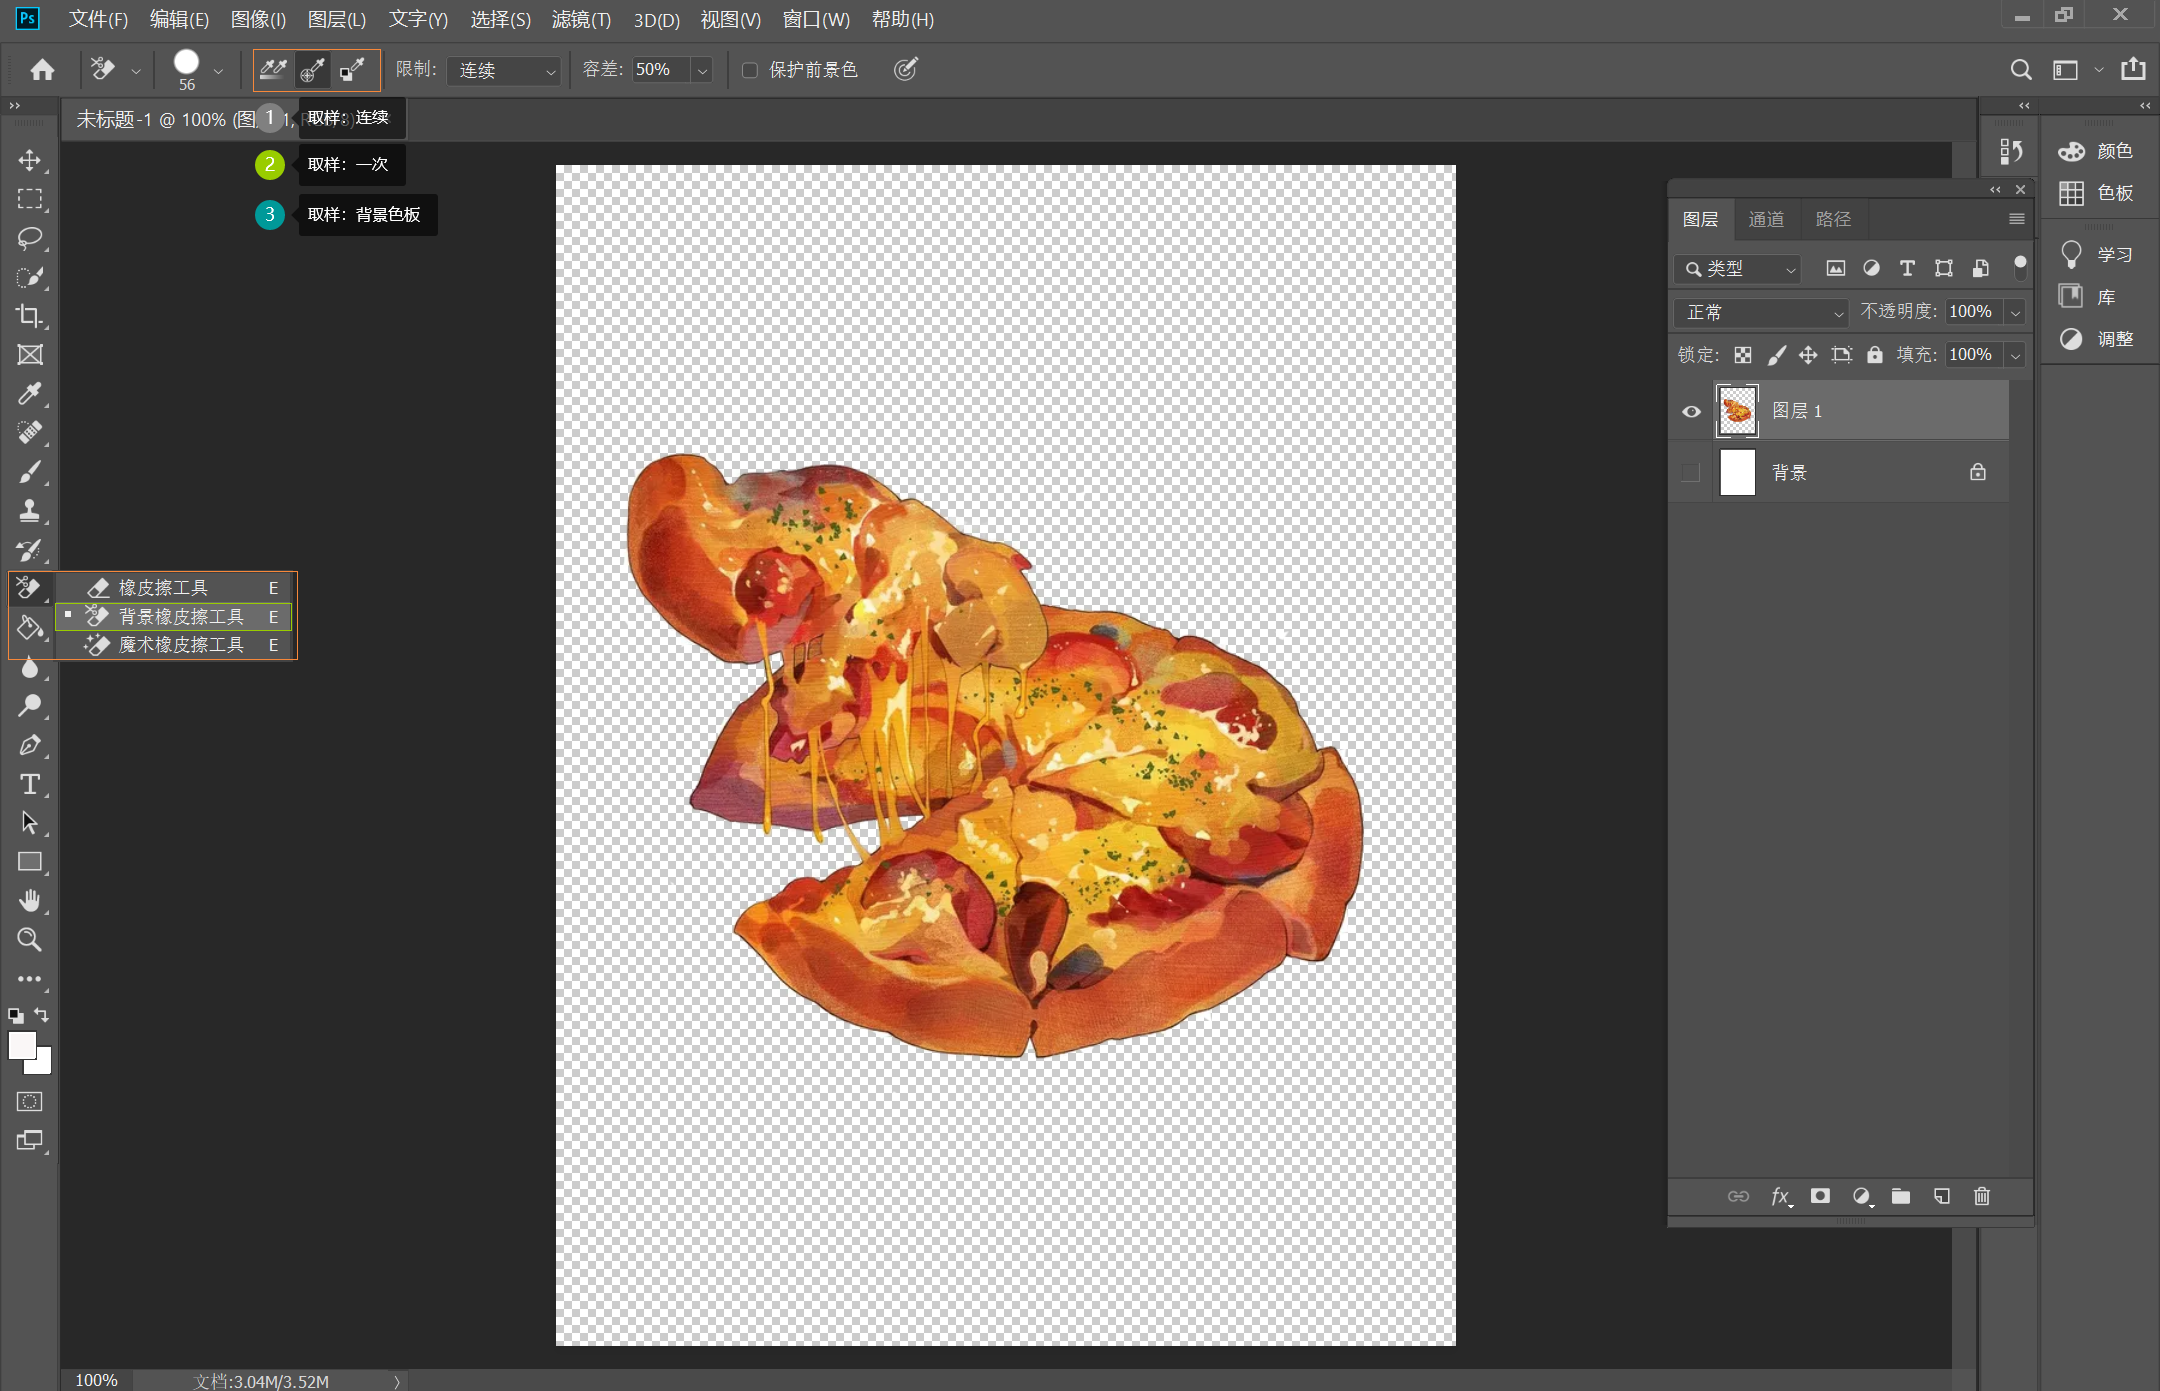 Ps 文件(F) 编辑(E) 图像(I) 图层(L) 文字(Y) 选择(S) 滤镜(T) 3D(D) 视图(V) 窗口(W) 帮助(H)
56 限制: 连续 容差: 50% 保护前景色
未标题-1 @ 100% (图
1 取样：连续
2 取样：一次
3 取样：背景色板
橡皮擦工具 E
背景橡皮擦工具 E
魔术橡皮擦工具 E
颜色
色板
学习
库
调整
图层 通道 路径
类型
正常 不透明度: 100%
锁定: 填充: 100%
图层 1
背景
fx
100% 文档:3.04M/3.52M